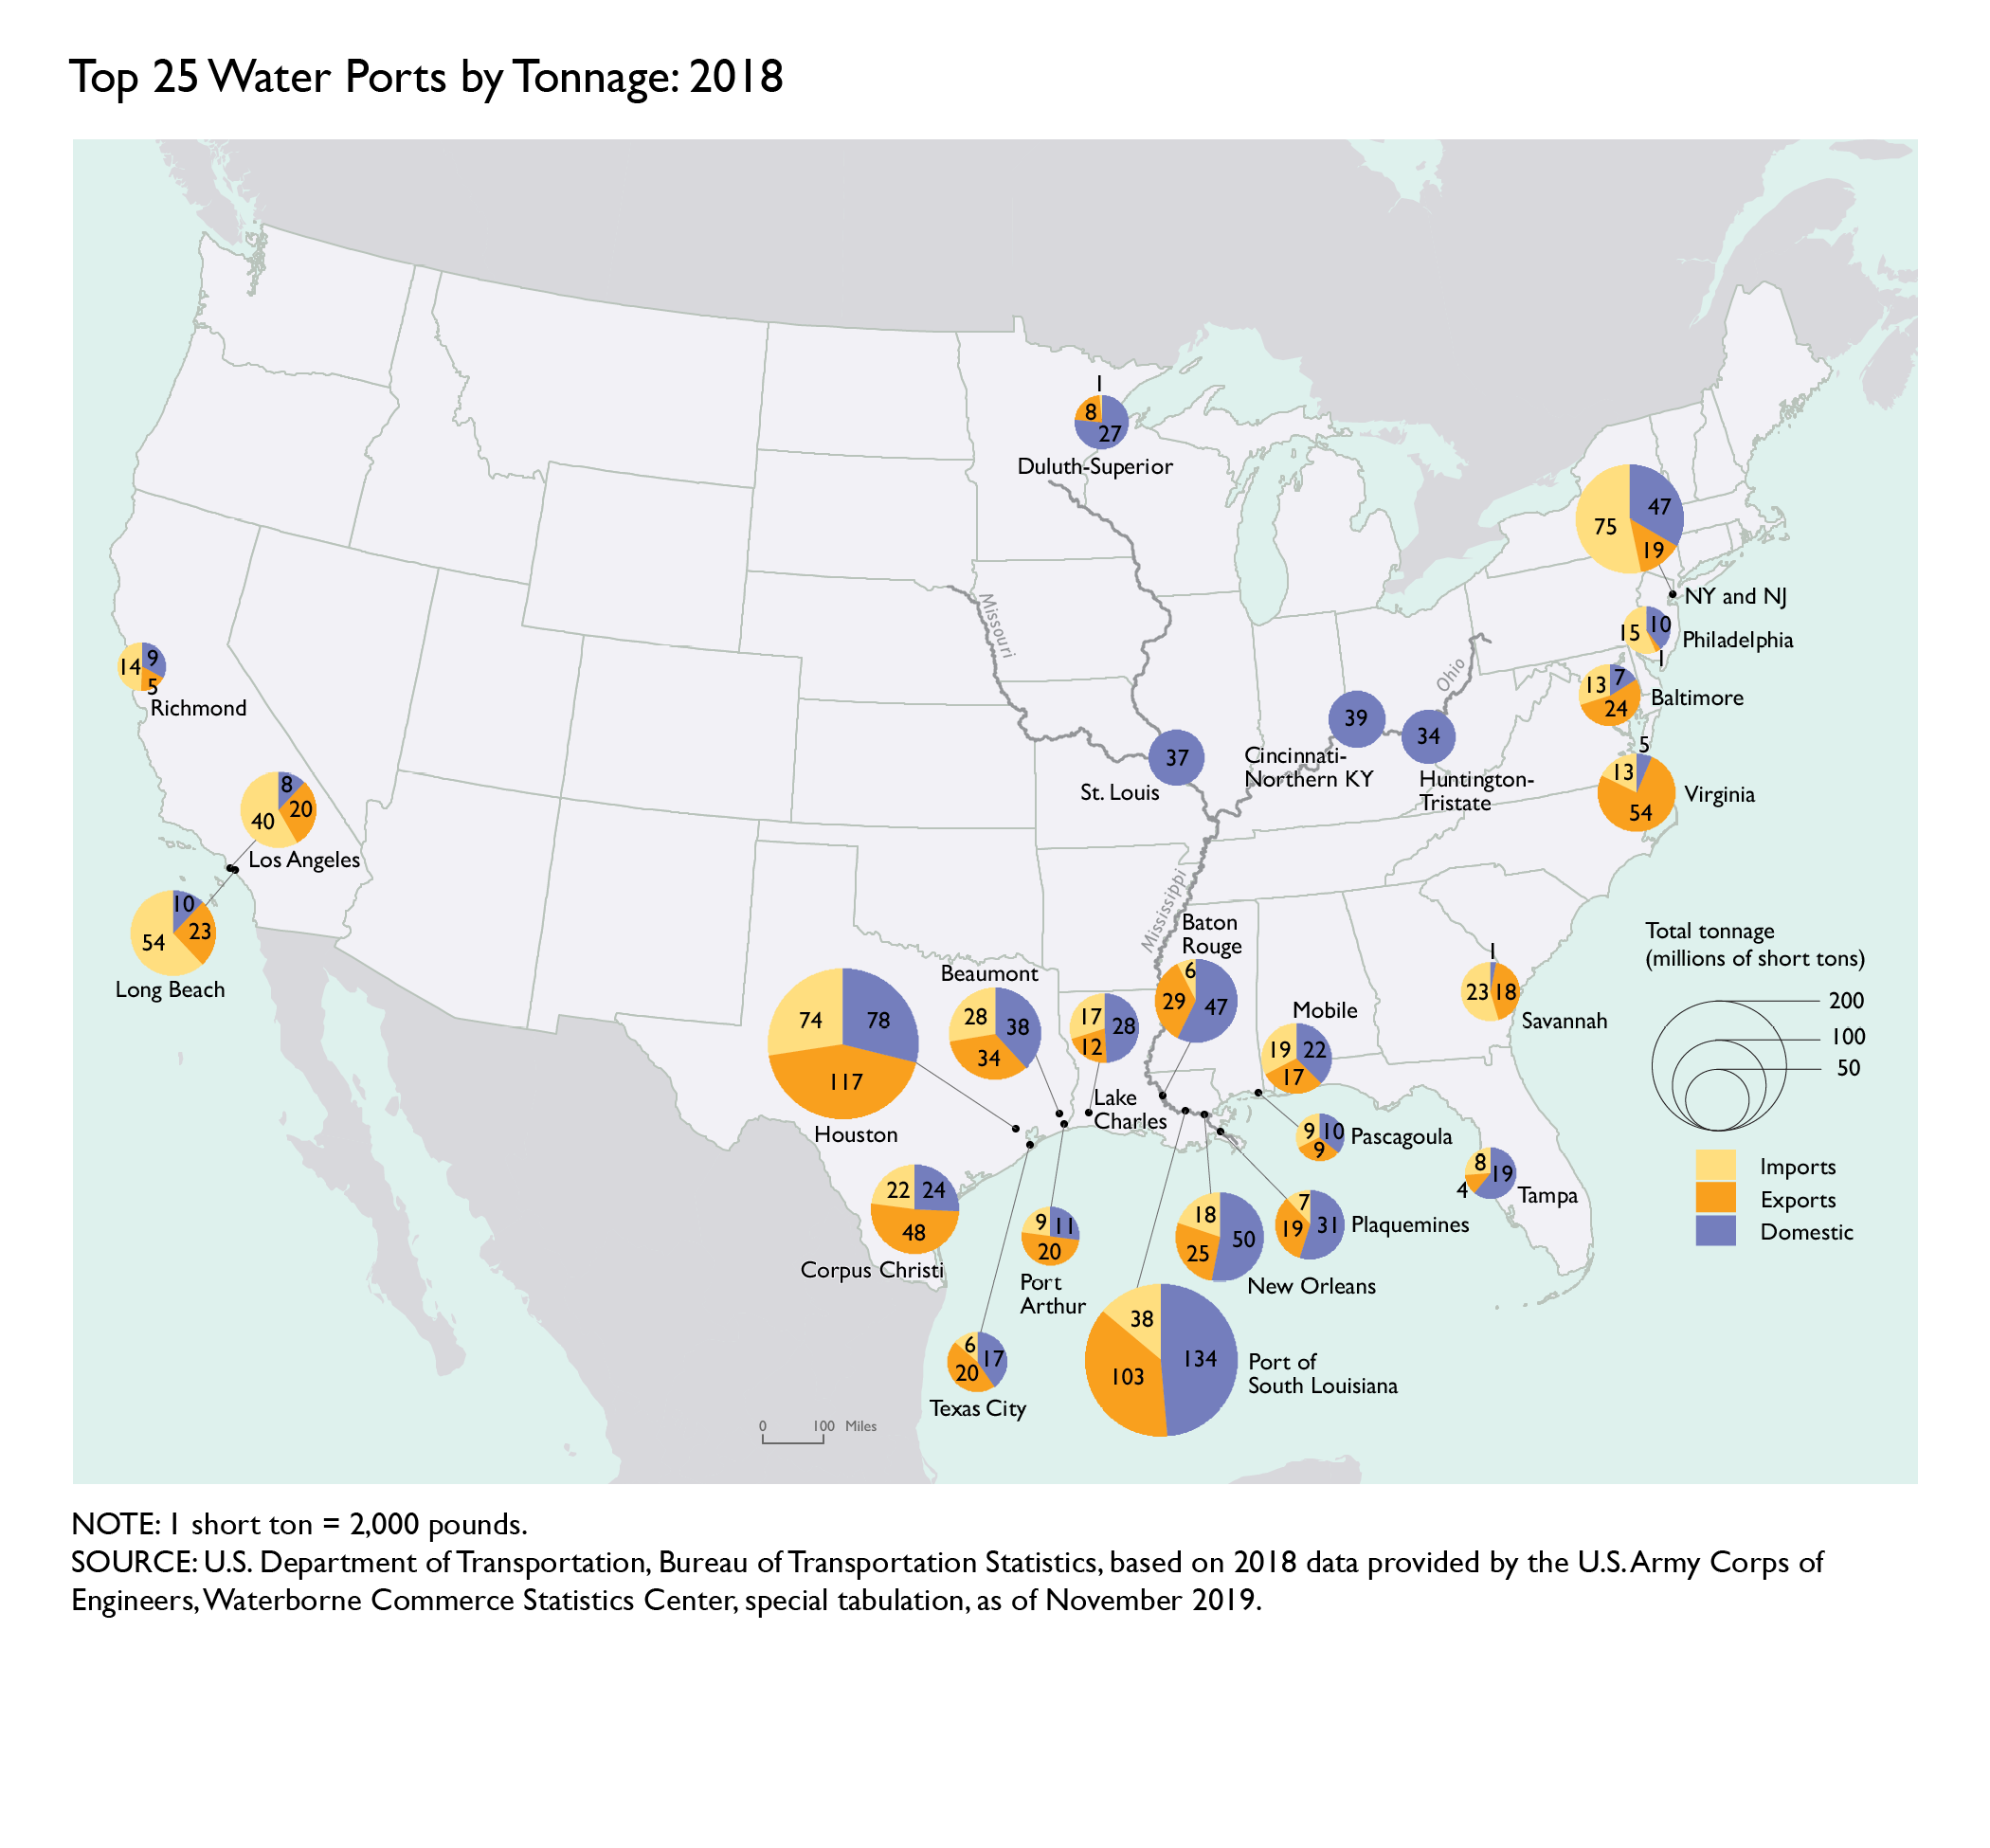 Top 25 Water Ports by Tonnage: 2018
1
8
27
Duluth-Superior
75
47
19
NY and NJ
15
10
1
Philadelphia
13
7
24
Baltimore
5
13
54
Virginia
Missouri
Ohio
14
9
5
Richmond
39
Cincinnati-
Northern KY
34
Huntington-
Tristate
37
St. Louis
8
40
20
Los Angeles
10
54
23
Long Beach
Mississippi
Baton
Rouge
6
29
47
Beaumont
28
38
34
17
28
12
Lake
Charles
74
78
117
Houston
Mobile
19
22
17
1
23
18
Savannah
9
10
9
Pascagoula
8
19
4
Tampa
22
24
48
Corpus Christi
9
11
20
Port
Arthur
18
50
25
New Orleans
7
19
31
Plaquemines
6
17
20
Texas City
38
134
103
Port of
South Louisiana
Total tonnage
(millions of short tons)
200
100
50
Imports
Exports
Domestic
0 100 Miles
NOTE: 1 short ton = 2,000 pounds.
SOURCE: U.S. Department of Transportation, Bureau of Transportation Statistics, based on 2018 data provided by the U.S. Army Corps of
Engineers, Waterborne Commerce Statistics Center, special tabulation, as of November 2019.